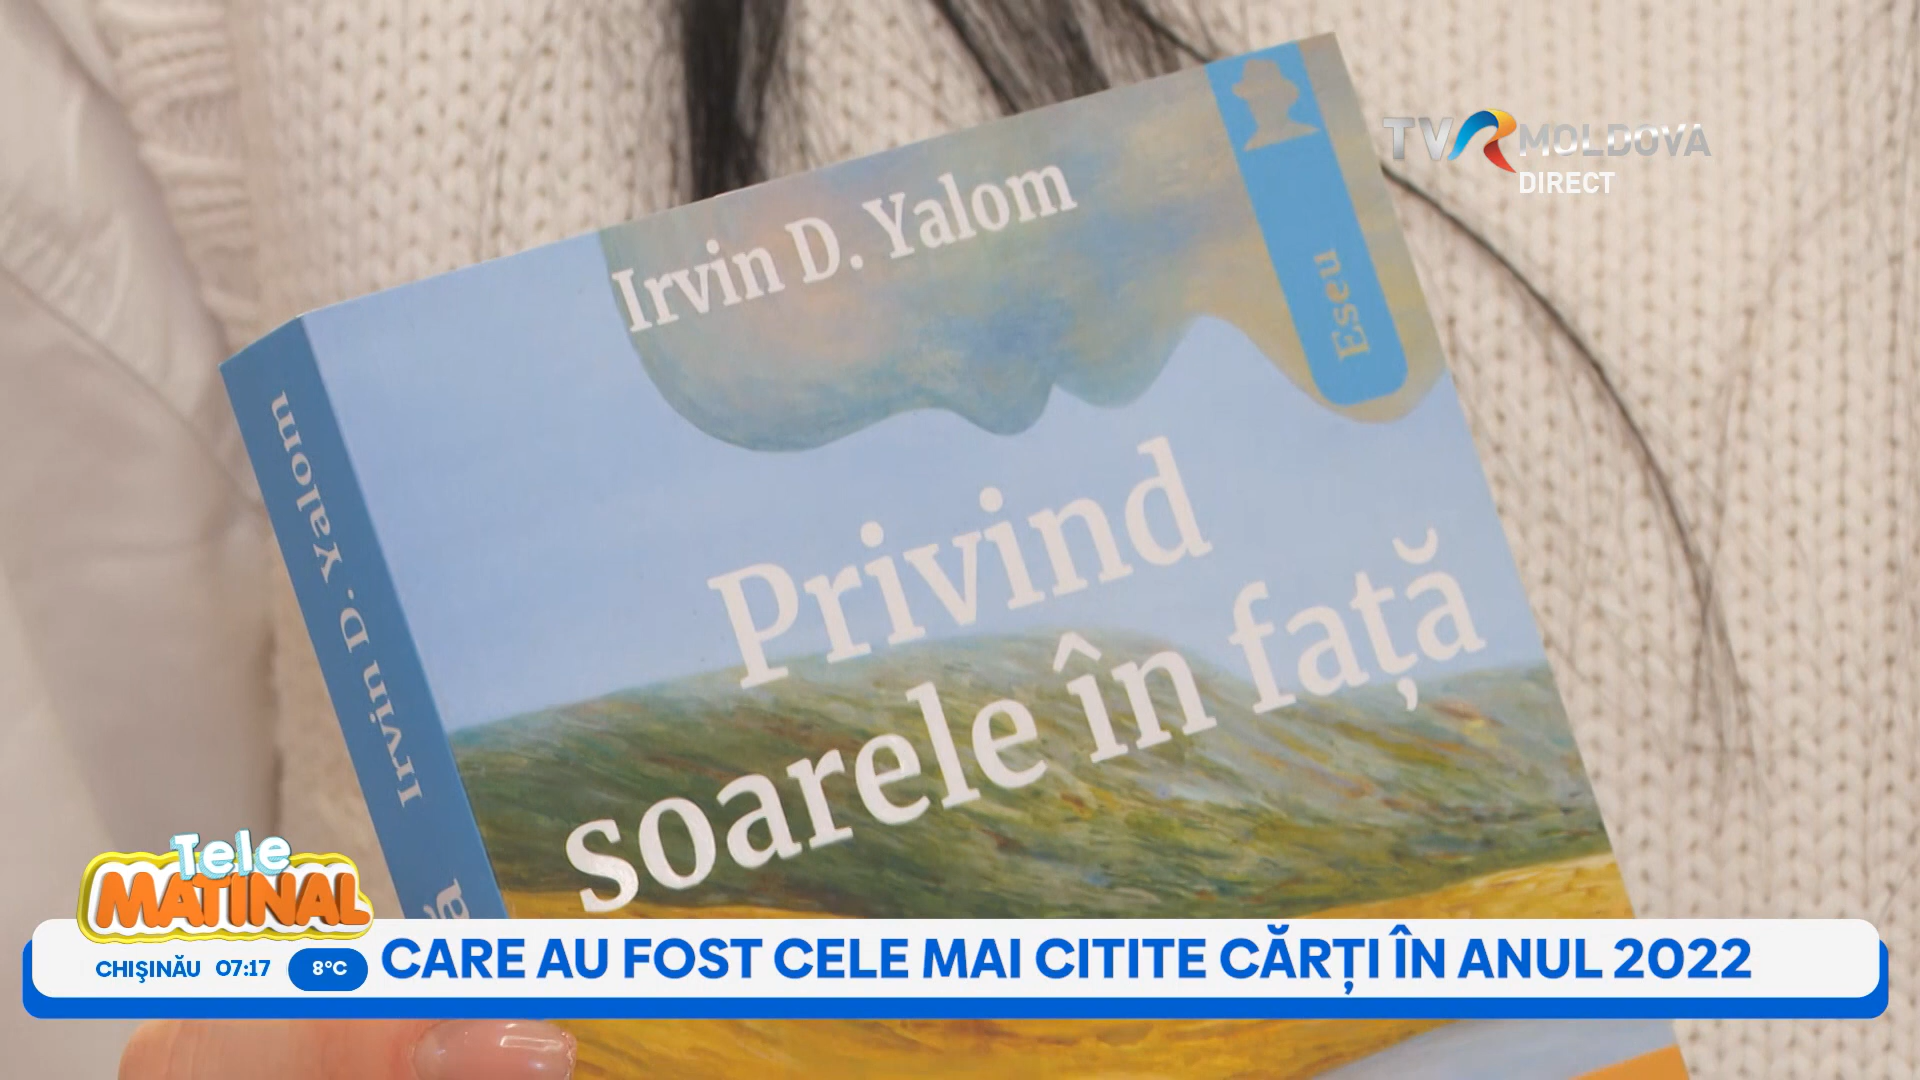 TVR MOLDOVA
DIRECT
Irvin D. Yalom
Eseu
Privind
soarele în față
Irvin D. Yalom
Tele
MATINAL
CHIŞINĂU 07:17 8°C
CARE AU FOST CELE MAI CITITE CĂRȚI ÎN ANUL 2022